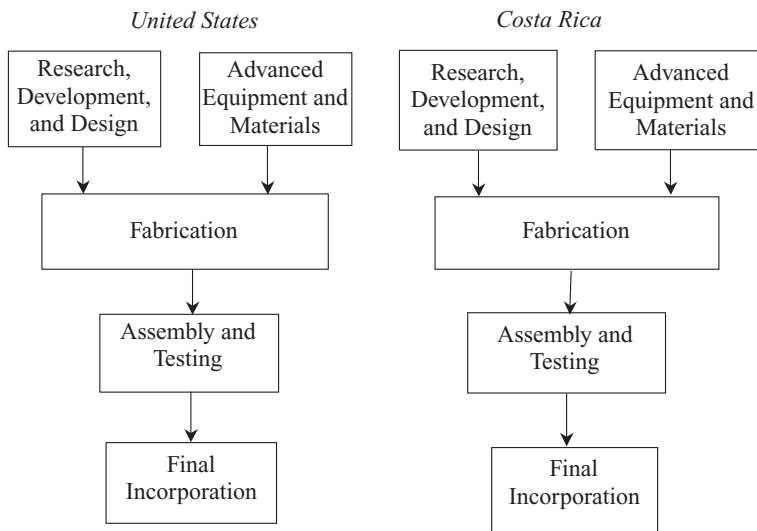 United States
Research,
Development,
and Design
Advanced
Equipment and
Materials
Fabrication
Assembly and
Testing
Final
Incorporation
Costa Rica
Research,
Development,
and Design
Advanced
Equipment and
Materials
Fabrication
Assembly and
Testing
Final
Incorporation